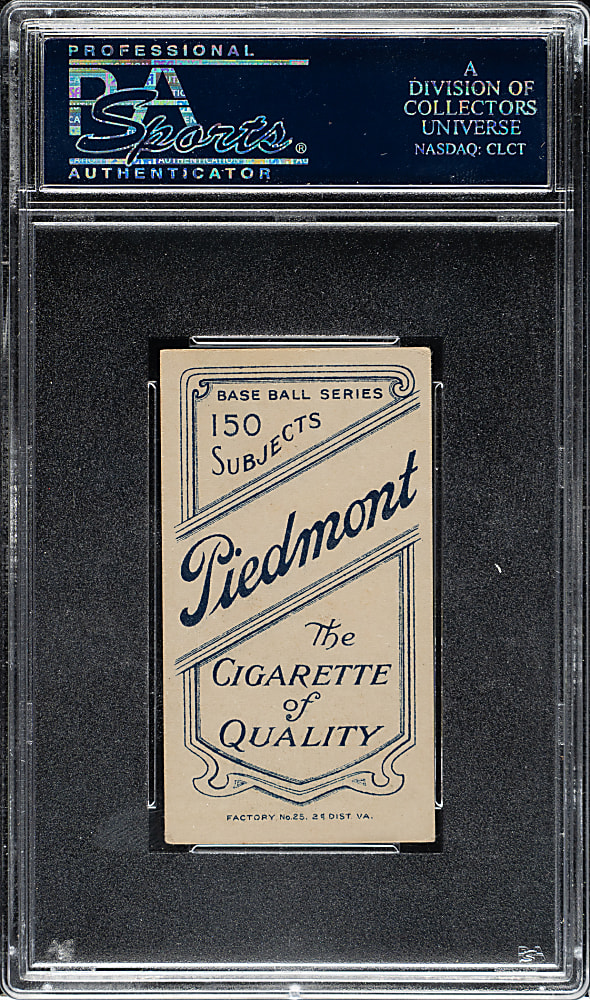 PROFESSIONAL
PSA
Sports®
AUTHENTICATOR
A
DIVISION OF
COLLECTORS
UNIVERSE
NASDAQ: CLCT
BASE BALL SERIES
150
SUBJECTS
Piedmont
The
CIGARETTE
of
QUALITY
FACTORY No.25. 2D DIST. VA.
PSA